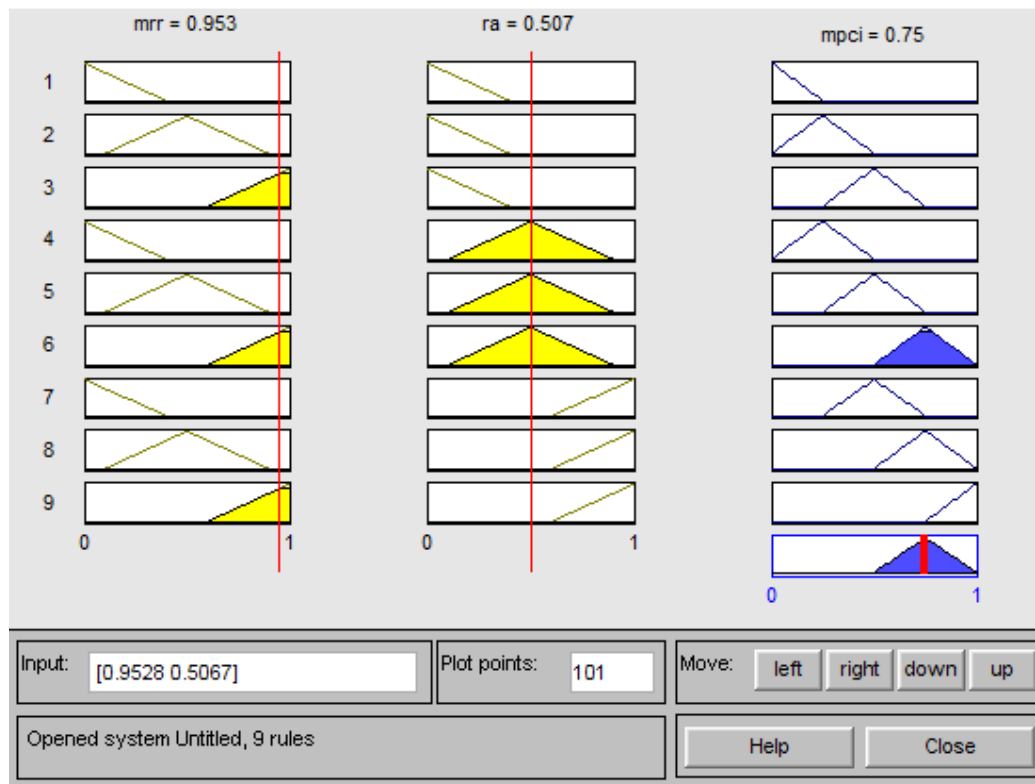 mrr = 0.953
ra = 0.507
mpci = 0.75
1
2
3
4
5
6
7
8
9
0 1
0 1
0 1
Input: [0.9528 0.5067]
Plot points: 101
Move: left right down up
Opened system Untitled, 9 rules
Help
Close